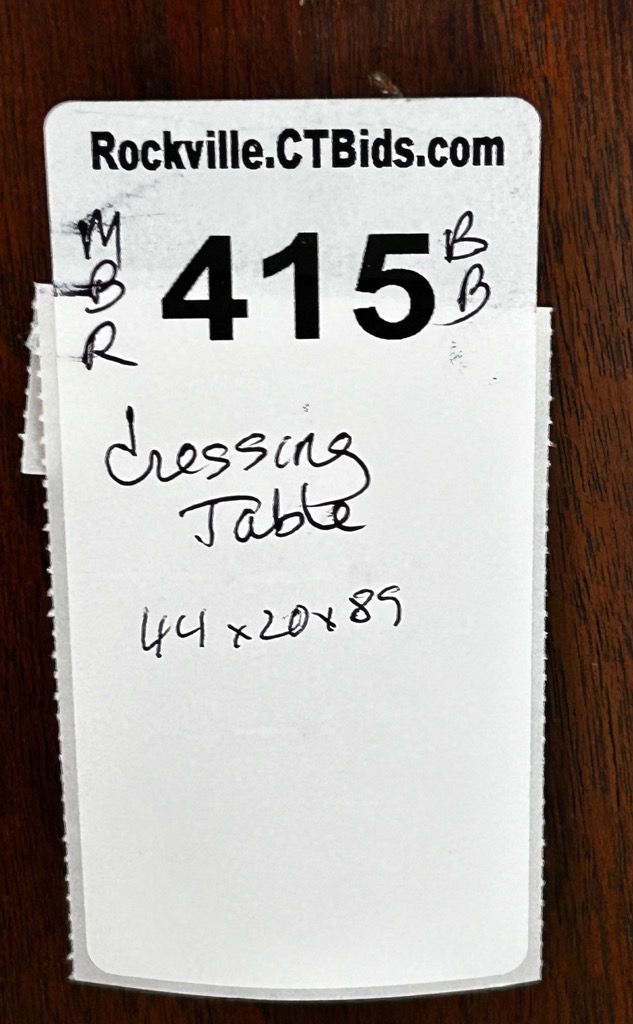 Rockville.CTBids.com
M B R
415
B B
dressing
Table
44x20x89